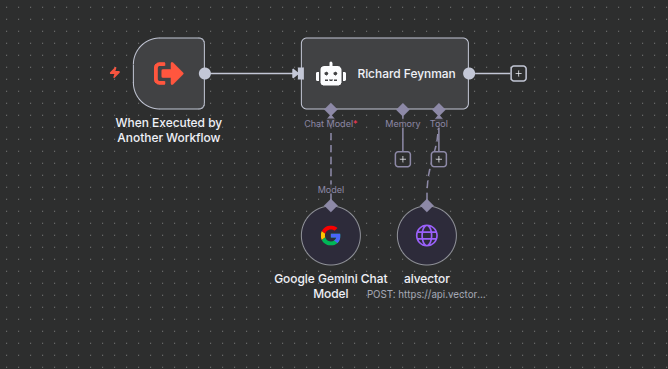 Richard Feynman
When Executed by
Another Workflow
Chat Model*
Memory
Tool
Model
Google Gemini Chat
Model
aivector
POST: https://api.vector...